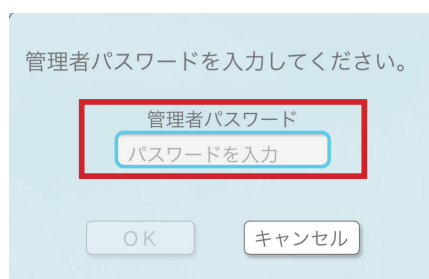 管理者パスワードを入力してください。
管理者パスワード
パスワードを入力
OK
キャンセル